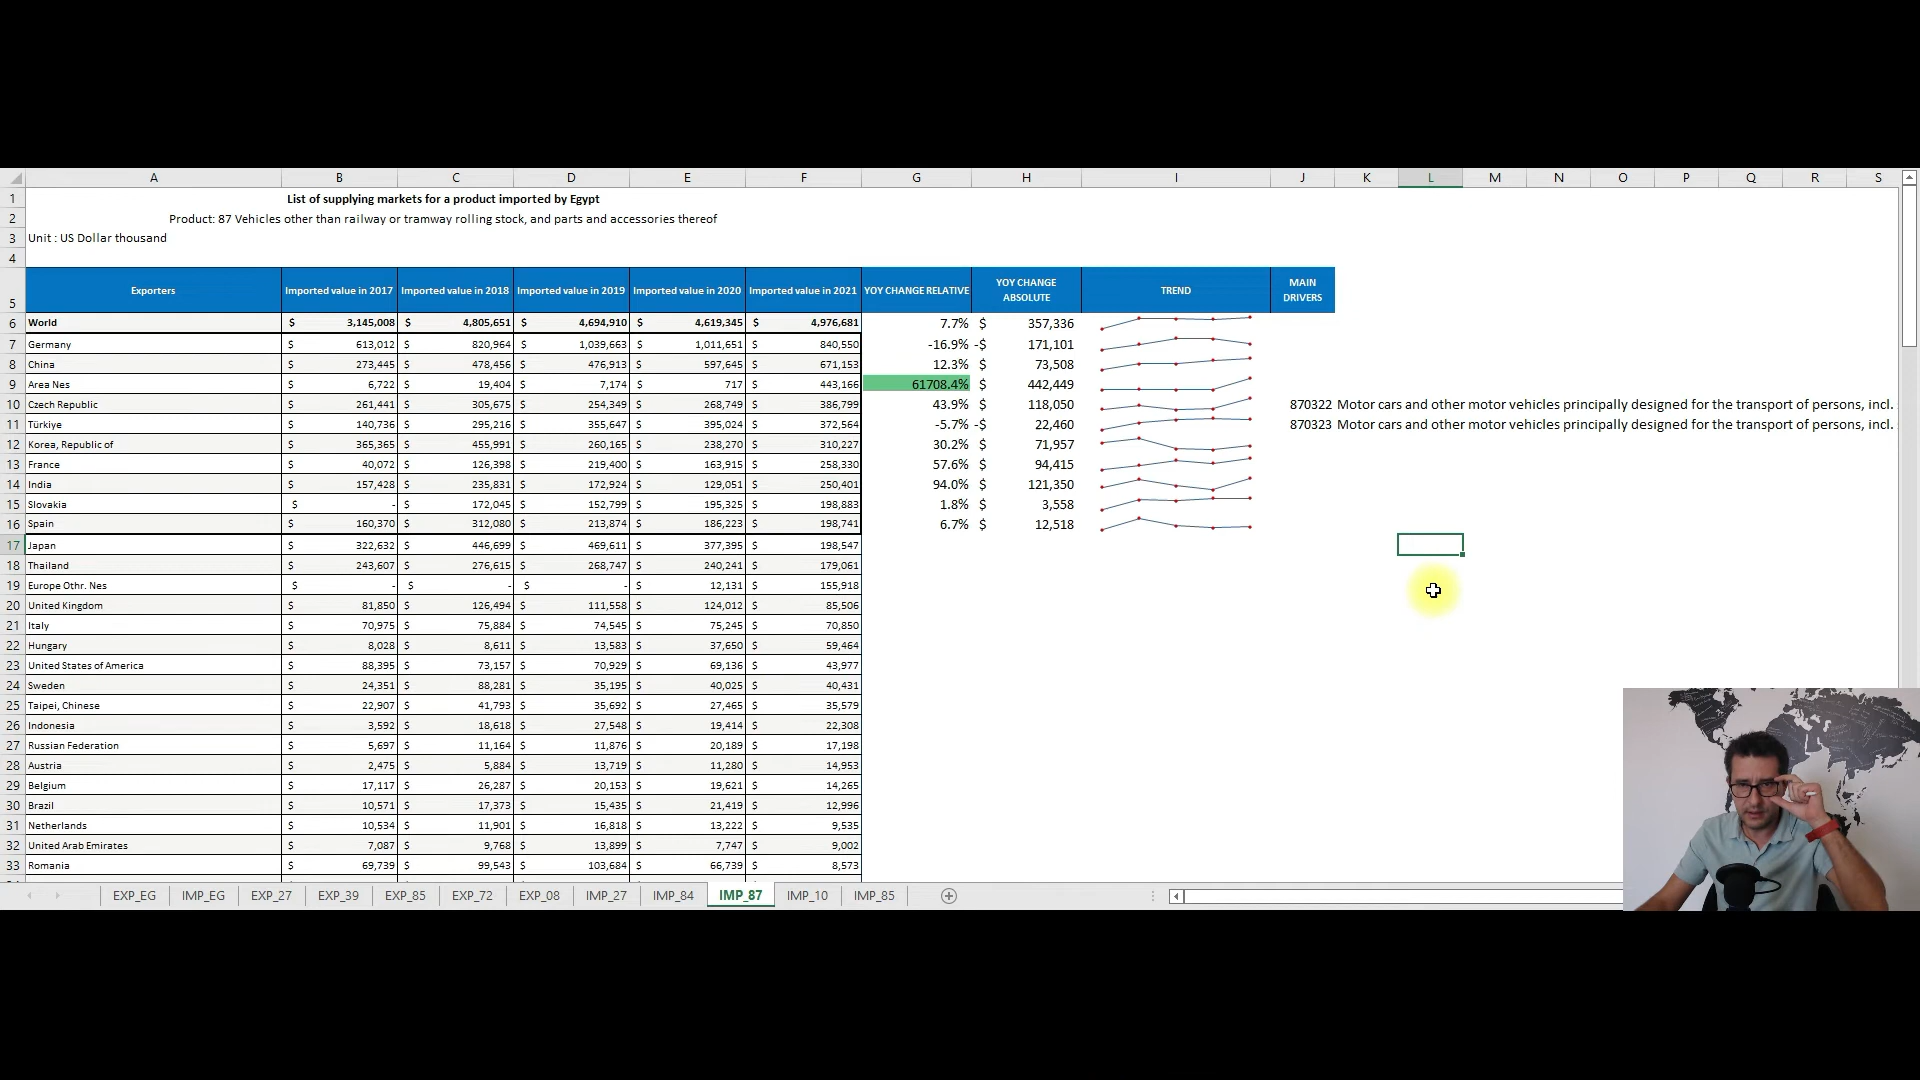 A B C D E F G H I J K L M N O P Q R S
1 List of supplying markets for a product imported by Egypt
2 Product: 87 Vehicles other than railway or tramway rolling stock, and parts and accessories thereof
3 Unit : US Dollar thousand
4
5 Exporters Imported value in 2017 Imported value in 2018 Imported value in 2019 Imported value in 2020 Imported value in 2021 YOY CHANGE RELATIVE YOY CHANGE ABSOLUTE TREND MAIN DRIVERS
6 World $ 3,145,008 $ 4,805,651 $ 4,694,910 $ 4,619,345 $ 4,976,681 7.7% $ 357,336
7 Germany $ 613,012 $ 820,964 $ 1,039,663 $ 1,011,651 $ 840,550 -16.9% -$ 171,101
8 China $ 273,445 $ 478,456 $ 476,913 $ 597,645 $ 671,153 12.3% $ 73,508
9 Area Nes $ 6,722 $ 19,404 $ 7,174 $ 717 $ 443,166 61708.4% $ 442,449
10 Czech Republic $ 261,441 $ 305,675 $ 254,349 $ 268,749 $ 386,799 43.9% $ 118,050 870322 Motor cars and other motor vehicles principally designed for the transport of persons, incl.
11 Türkiye $ 140,736 $ 295,216 $ 355,647 $ 395,024 $ 372,564 -5.7% -$ 22,460 870323 Motor cars and other motor vehicles principally designed for the transport of persons, incl.
12 Korea, Republic of $ 365,365 $ 455,991 $ 260,165 $ 238,270 $ 310,227 30.2% $ 71,957
13 France $ 40,072 $ 126,398 $ 219,400 $ 163,915 $ 258,330 57.6% $ 94,415
14 India $ 157,428 $ 235,831 $ 172,924 $ 129,051 $ 250,401 94.0% $ 121,350
15 Slovakia $ - $ 172,045 $ 152,799 $ 195,325 $ 198,883 1.8% $ 3,558
16 Spain $ 160,370 $ 312,080 $ 213,874 $ 186,223 $ 198,741 6.7% $ 12,518
17 Japan $ 322,632 $ 446,699 $ 469,611 $ 377,395 $ 198,547
18 Thailand $ 243,607 $ 276,615 $ 268,747 $ 240,241 $ 179,061
19 Europe Othr. Nes $ - $ - $ - $ 12,131 $ 155,918
20 United Kingdom $ 81,850 $ 126,494 $ 111,558 $ 124,012 $ 85,506
21 Italy $ 70,975 $ 75,884 $ 74,545 $ 75,245 $ 70,850
22 Hungary $ 8,028 $ 8,611 $ 13,583 $ 37,650 $ 59,464
23 United States of America $ 88,395 $ 73,157 $ 70,929 $ 69,136 $ 43,977
24 Sweden $ 24,351 $ 88,281 $ 35,195 $ 40,025 $ 40,431
25 Taipei, Chinese $ 22,907 $ 41,793 $ 35,692 $ 27,465 $ 35,579
26 Indonesia $ 3,592 $ 18,618 $ 27,548 $ 19,414 $ 22,308
27 Russian Federation $ 5,697 $ 11,164 $ 11,876 $ 20,189 $ 17,198
28 Austria $ 2,475 $ 5,884 $ 13,719 $ 11,280 $ 14,953
29 Belgium $ 17,117 $ 26,287 $ 20,153 $ 19,621 $ 14,265
30 Brazil $ 10,571 $ 17,373 $ 15,435 $ 21,419 $ 12,996
31 Netherlands $ 10,534 $ 11,901 $ 16,818 $ 13,222 $ 9,535
32 United Arab Emirates $ 7,087 $ 9,768 $ 13,899 $ 7,747 $ 9,002
33 Romania $ 69,739 $ 99,543 $ 103,684 $ 66,739 $ 8,573
EXP_EG IMP_EG EXP_27 EXP_39 EXP_85 EXP_72 EXP_08 IMP_27 IMP_84 IMP_87 IMP_10 IMP_85